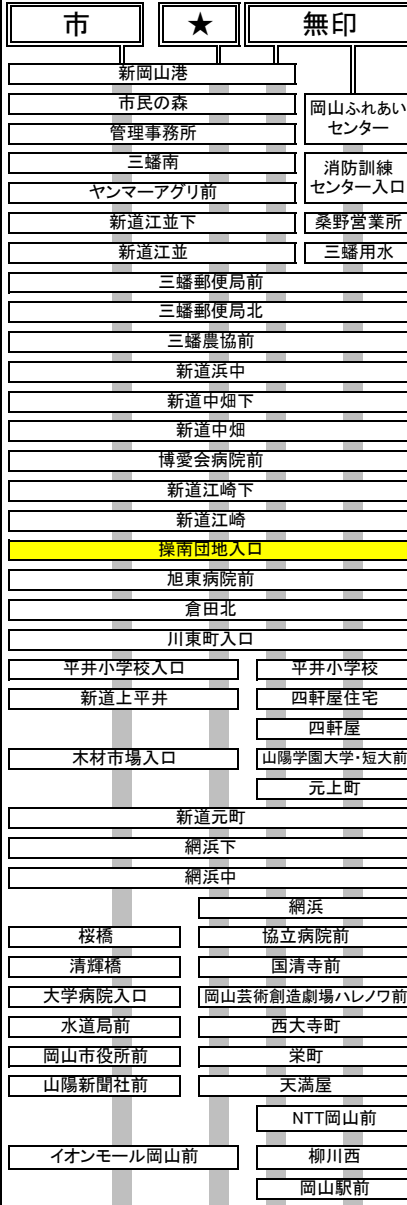 市 ★ 無印
新岡山港
市民の森 岡山ふれあい
センター
管理事務所
三蟠南 消防訓練
センター入口
ヤンマーアグリ前
新道江並下 桑野営業所
新道江並 三蟠用水
三蟠郵便局前
三蟠郵便局北
三蟠農協前
新道浜中
新道中畑下
新道中畑
博愛会病院前
新道江崎下
新道江崎
操南団地入口
旭東病院前
倉田北
川東町入口
平井小学校入口 平井小学校
新道上平井 四軒屋住宅
四軒屋
木材市場入口 山陽学園大学・短大前
元上町
新道元町
網浜下
網浜中
網浜
桜橋 協立病院前
清輝橋 国清寺前
大学病院入口 岡山芸術創造劇場ハレノワ前
水道局前 西大寺町
岡山市役所前 栄町
山陽新聞社前 天満屋
NTT岡山前
イオンモール岡山前 柳川西
岡山駅前